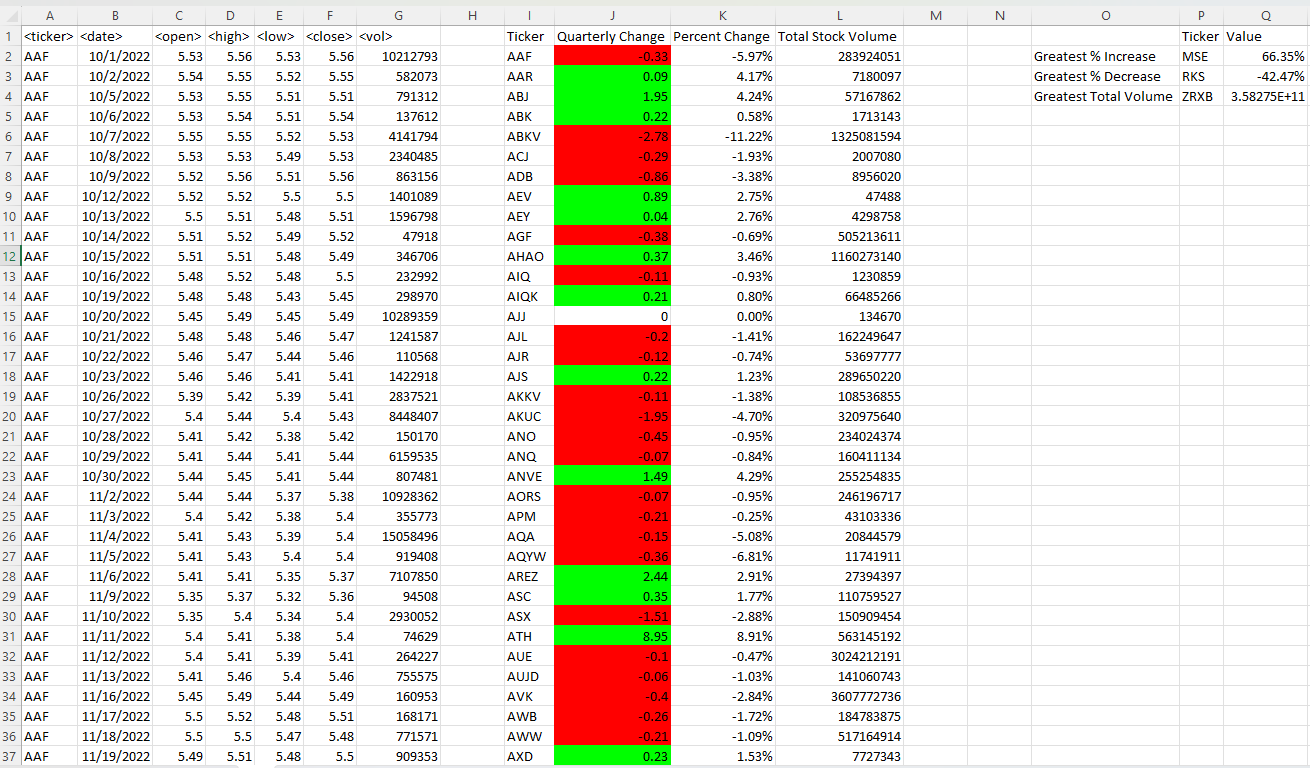 A B C D E F G H I J K L M N O P Q
1 <ticker> <date> <open> <high> <low> <close> <vol> Ticker Quarterly Change Percent Change Total Stock Volume Ticker Value
2 AAF 10/1/2022 5.53 5.56 5.53 5.56 10212793 AAF -0.33 -5.97% 283924051 Greatest % Increase MSE 66.35%
3 AAF 10/2/2022 5.54 5.55 5.52 5.55 582073 AAR 0.09 4.17% 7180097 Greatest % Decrease RKS -42.47%
4 AAF 10/5/2022 5.53 5.55 5.51 5.51 791312 ABJ 1.95 4.24% 57167862 Greatest Total Volume ZRXB 3.58275E+11
5 AAF 10/6/2022 5.53 5.54 5.51 5.54 137612 ABK 0.22 0.58% 1713143
6 AAF 10/7/2022 5.55 5.55 5.52 5.53 4141794 ABKV -2.78 -11.22% 1325081594
7 AAF 10/8/2022 5.53 5.53 5.49 5.53 2340485 ACJ -0.29 -1.93% 2007080
8 AAF 10/9/2022 5.52 5.56 5.51 5.56 863156 ADB -0.86 -3.38% 8956020
9 AAF 10/12/2022 5.52 5.52 5.5 5.5 1401089 AEV 0.89 2.75% 47488
10 AAF 10/13/2022 5.5 5.51 5.48 5.51 1596798 AEY 0.04 2.76% 4298758
11 AAF 10/14/2022 5.51 5.52 5.49 5.52 47918 AGF -0.38 -0.69% 505213611
12 AAF 10/15/2022 5.51 5.51 5.48 5.49 346706 AHAO 0.37 3.46% 1160273140
13 AAF 10/16/2022 5.48 5.52 5.48 5.5 232992 AIQ -0.11 -0.93% 1230859
14 AAF 10/19/2022 5.48 5.48 5.43 5.45 298970 AIQK 0.21 0.80% 66485266
15 AAF 10/20/2022 5.45 5.49 5.45 5.49 10289359 AJJ 0 0.00% 134670
16 AAF 10/21/2022 5.48 5.48 5.46 5.47 1241587 AJL -0.2 -1.41% 162249647
17 AAF 10/22/2022 5.46 5.47 5.44 5.46 110568 AJR -0.12 -0.74% 53697777
18 AAF 10/23/2022 5.46 5.46 5.41 5.41 1422918 AJS 0.22 1.23% 289650220
19 AAF 10/26/2022 5.39 5.42 5.39 5.41 2837521 AKKV -0.11 -1.38% 108536855
20 AAF 10/27/2022 5.4 5.44 5.4 5.43 8448407 AKUC -1.95 -4.70% 320975640
21 AAF 10/28/2022 5.41 5.42 5.38 5.42 150170 ANO -0.45 -0.95% 234024374
22 AAF 10/29/2022 5.41 5.44 5.41 5.44 6159535 ANQ -0.07 -0.84% 160411134
23 AAF 10/30/2022 5.44 5.45 5.41 5.44 807481 ANVE 1.49 4.29% 255254835
24 AAF 11/2/2022 5.44 5.44 5.37 5.38 10928362 AORS -0.07 -0.95% 246196717
25 AAF 11/3/2022 5.4 5.42 5.38 5.4 355773 APM -0.21 -0.25% 43103336
26 AAF 11/4/2022 5.41 5.43 5.39 5.4 15058496 AQA -0.15 -5.08% 20844579
27 AAF 11/5/2022 5.41 5.43 5.4 5.4 919408 AQYW -0.36 -6.81% 11741911
28 AAF 11/6/2022 5.41 5.41 5.35 5.37 7107850 AREZ 2.44 2.91% 27394397
29 AAF 11/9/2022 5.35 5.37 5.32 5.36 94508 ASC 0.35 1.77% 110759527
30 AAF 11/10/2022 5.35 5.4 5.34 5.4 2930052 ASX -1.51 -2.88% 150909454
31 AAF 11/11/2022 5.4 5.41 5.38 5.4 74629 ATH 8.95 8.91% 563145192
32 AAF 11/12/2022 5.4 5.41 5.39 5.41 264227 AUE -0.1 -0.47% 3024212191
33 AAF 11/13/2022 5.41 5.46 5.4 5.46 755575 AUJD -0.06 -1.03% 141060743
34 AAF 11/16/2022 5.45 5.49 5.44 5.49 160953 AVK -0.4 -2.84% 3607772736
35 AAF 11/17/2022 5.5 5.52 5.48 5.51 168171 AWB -0.26 -1.72% 184783875
36 AAF 11/18/2022 5.5 5.5 5.47 5.48 771571 AWW -0.21 -1.09% 517164914
37 AAF 11/19/2022 5.49 5.51 5.48 5.5 909353 AXD 0.23 1.53% 7727343